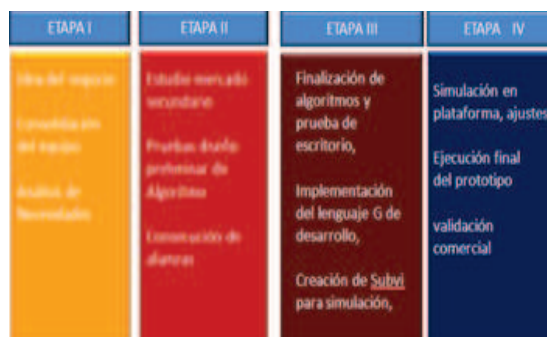 ETAPA I
Idea del negocio
Consolidación
del equipo
Análisis de
Necesidades
ETAPA II
Estudio mercado
secundario
Pruebas diseño
preliminar de
Algoritmo
Consecución de
alianzas
ETAPA III
Finalización de
algoritmos y
prueba de
escritorio,
Implementación
del lenguaje G de
desarrollo,
Creación de Subvi
para simulación,
ETAPA IV
Simulación en
plataforma, ajustes
Ejecución final
del prototipo
validación
comercial